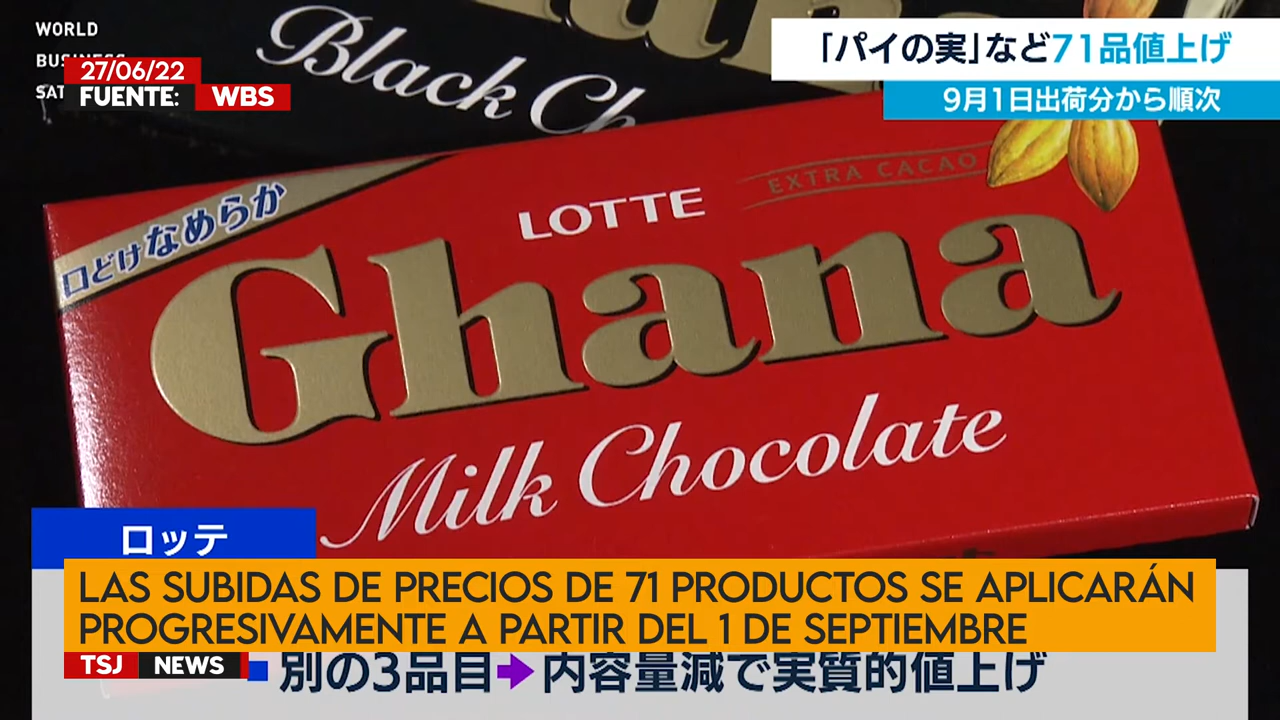 WORLD
BUSINESS
SAT
27/06/22
FUENTE: WBS
「パイの実」など71品値上げ
9月1日出荷分から順次
Black Ch
EXTRA CACAO
口どけなめらか
LOTTE
Ghana
Milk Chocolate
ロッテ
LAS SUBIDAS DE PRECIOS DE 71 PRODUCTOS SE APLICARÁN
PROGRESIVAMENTE A PARTIR DEL 1 DE SEPTIEMBRE
TSJ NEWS
別の3品目➡内容量減で実質的値上げ